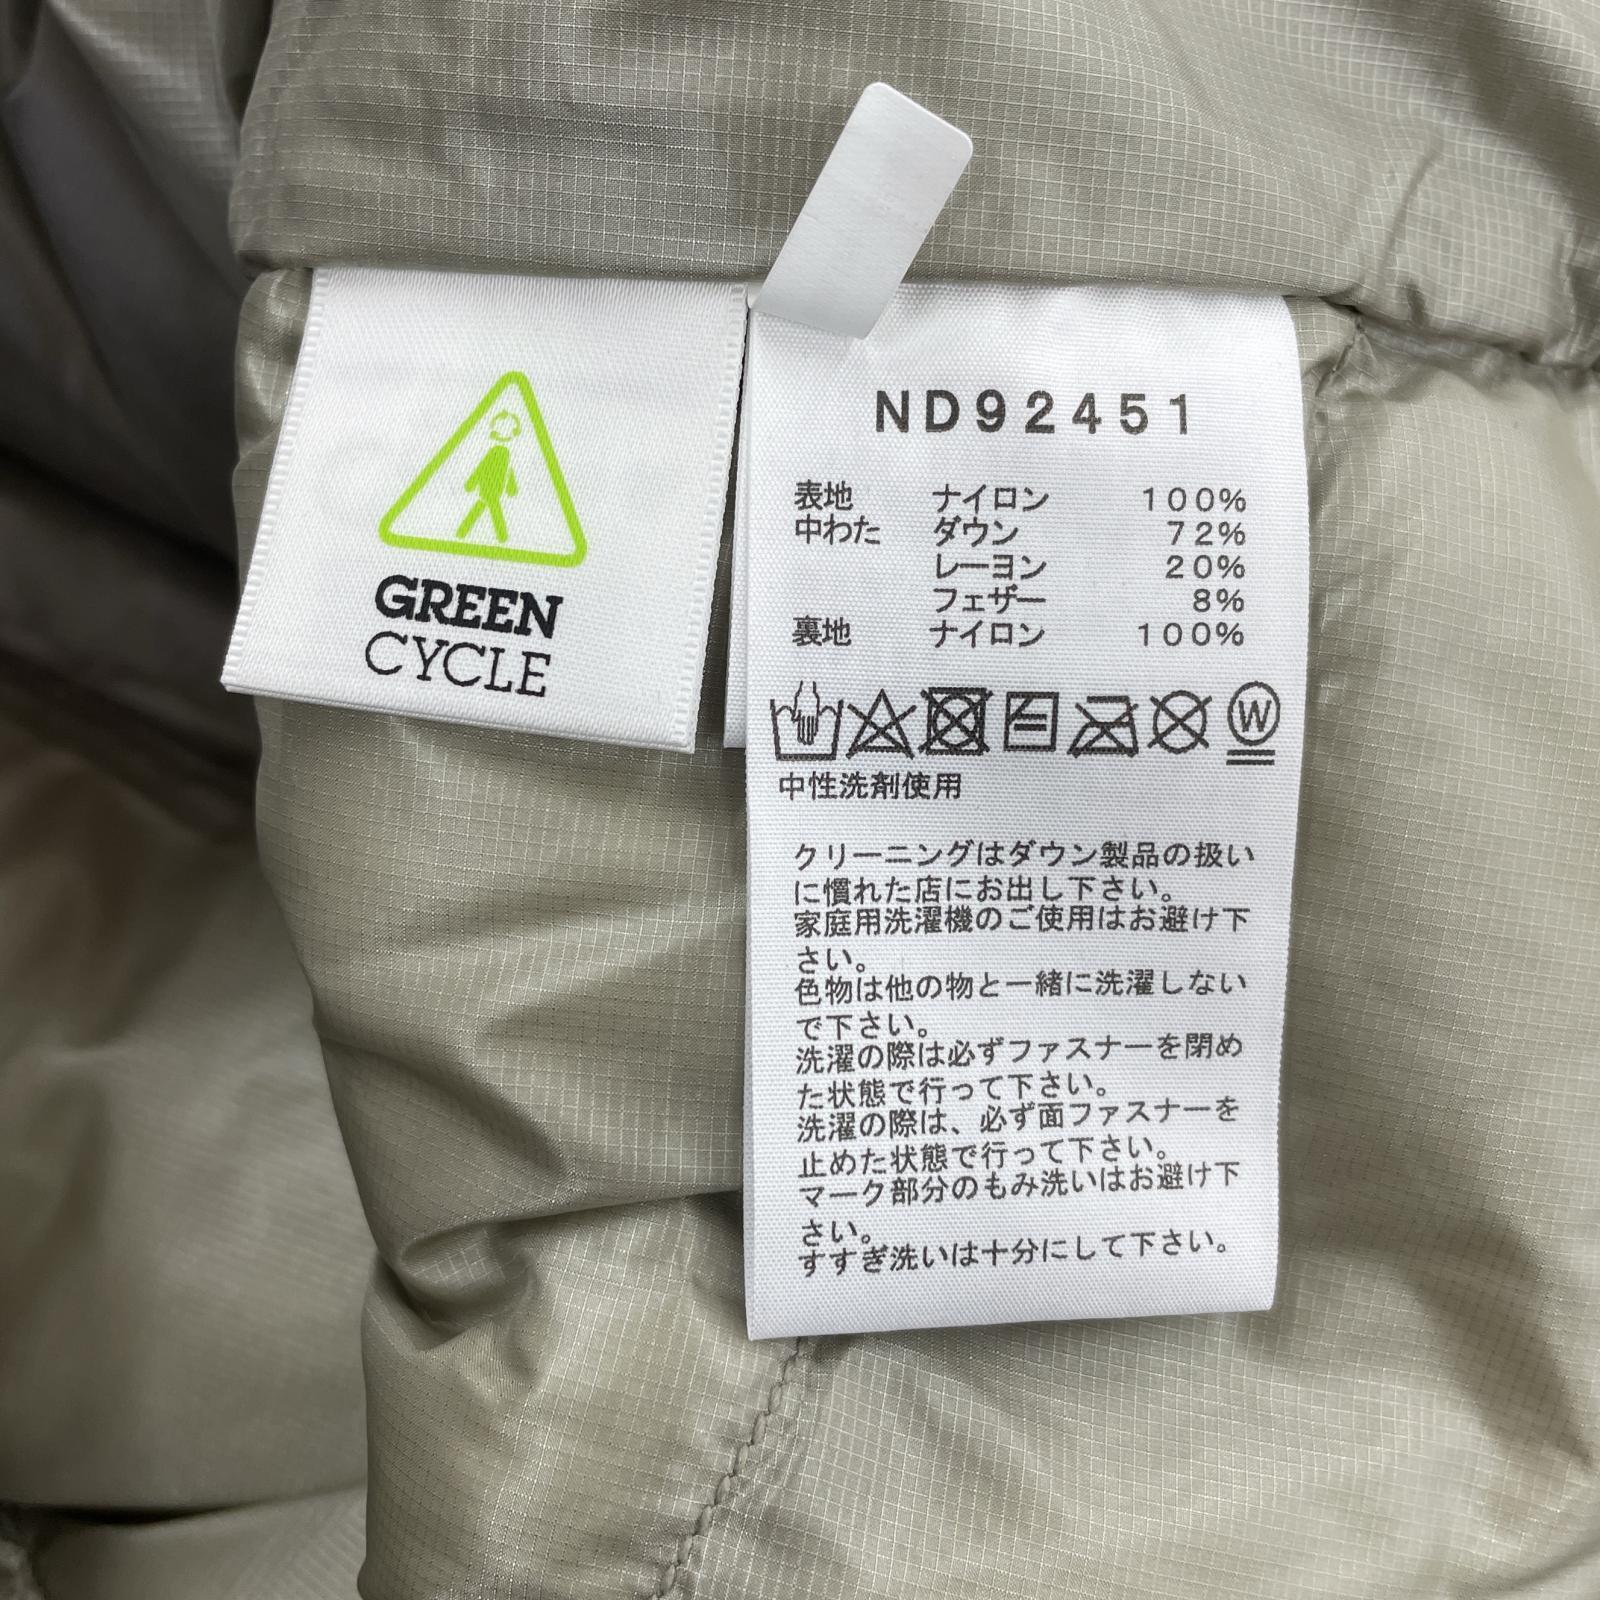 GREEN
CYCLE
ND92451
表地 ナイロン 100%
中わた ダウン 72%
レーヨン 20%
フェザー 8%
裏地 ナイロン 100%
W
中性洗剤使用
クリーニングはダウン製品の扱い
に慣れた店にお出し下さい。
家庭用洗濯機のご使用はお避け下
さい。
色物は他の物と一緒に洗濯しない
で下さい。
洗濯の際は必ずファスナーを閉め
た状態で行って下さい。
洗濯の際は、必ず面ファスナーを
止めた状態で行って下さい。
マーク部分のもみ洗いはお避け下
さい。
すすぎ洗いは十分にして下さい。